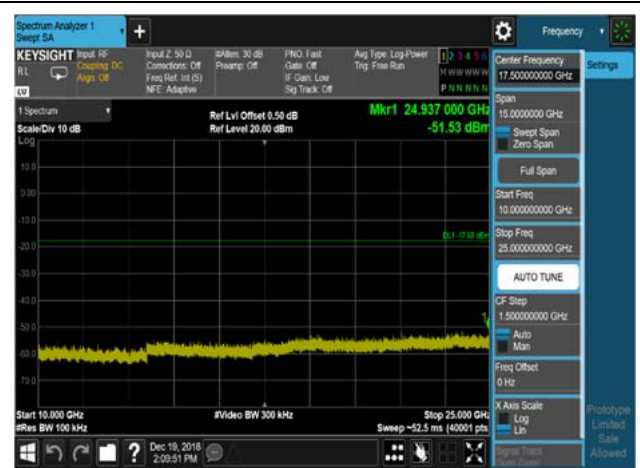 Spectrum Analyzer 1
Swept SA
Frequency
KEYSIGHT
RL
LV
Input: RF
Coupling: DC
Align: Off
Input Z: 50 Ω
Corrections: Off
Freq Ref: Int (S)
NFE: Adaptive
#Atten: 30 dB
Preamp: Off
PNO: Fast
Gate: Off
IF Gain: Low
Sig Track: Off
Avg Type: Log-Power
Trig: Free Run
1 2 3 4 5 6
M W W W W W
P N N N N N
Center Frequency
17.500000000 GHz
Settings
1 Spectrum
Scale/Div 10 dB
Log
Ref Lvl Offset 0.50 dB
Ref Level 20.00 dBm
Mkr1 24.937 000 GHz
-51.53 dBm
Span
15.0000000 GHz
Swept Span
Zero Span
Full Span
Start Freq
10.000000000 GHz
Stop Freq
25.000000000 GHz
AUTO TUNE
CF Step
1.500000000 GHz
Auto
Man
Freq Offset
0 Hz
X Axis Scale
Log
Lin
Signal Track
10.0
0.00
-10.0
-20.0
-30.0
-40.0
-50.0
-60.0
-70.0
1
Start 10.000 GHz
#Res BW 100 kHz
#Video BW 300 kHz
Stop 25.000 GHz
Sweep ~52.5 ms (40001 pts
Dec 19, 2018
2:09:51 PM
Prototype
Limited
Sale
Allowed